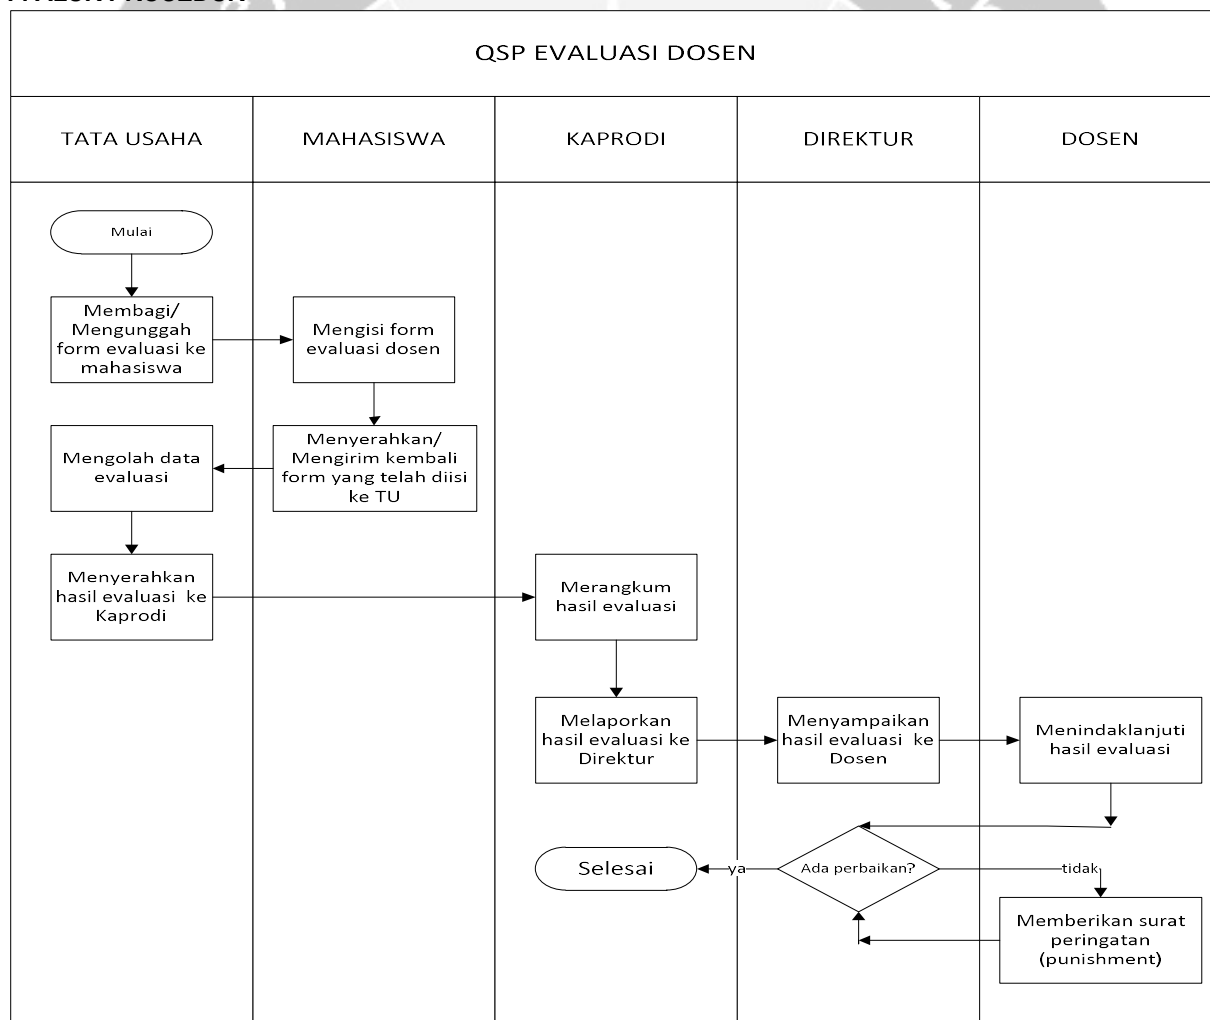 QSP EVALUASI DOSEN
TATA USAHA
MAHASISWA
KAPRODI
DIREKTUR
DOSEN
Mulai
Membagi/
Mengunggah
form evaluasi ke
mahasiswa
Mengisi form
evaluasi dosen
Menyerahkan/
Mengirim kembali
form yang telah diisi
ke TU
Mengolah data
evaluasi
Menyerahkan
hasil evaluasi ke
Kaprodi
Merangkum
hasil evaluasi
Melaporkan
hasil evaluasi ke
Direktur
Menyampaikan
hasil evaluasi ke
Dosen
Menindaklanjuti
hasil evaluasi
Ada perbaikan?
ya
Selesai
tidak
Memberikan surat
peringatan
(punishment)